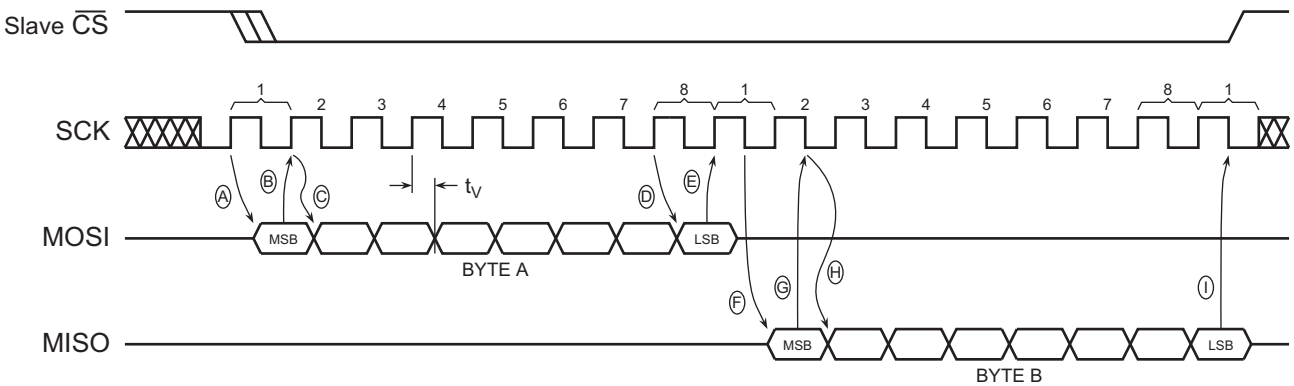 Slave CS
1 2 3 4 5 6 7 8 1 2 3 4 5 6 7 8 1
SCK
A B C tV D E
MOSI MSB LSB
BYTE A
F G H I
MISO MSB LSB
BYTE B